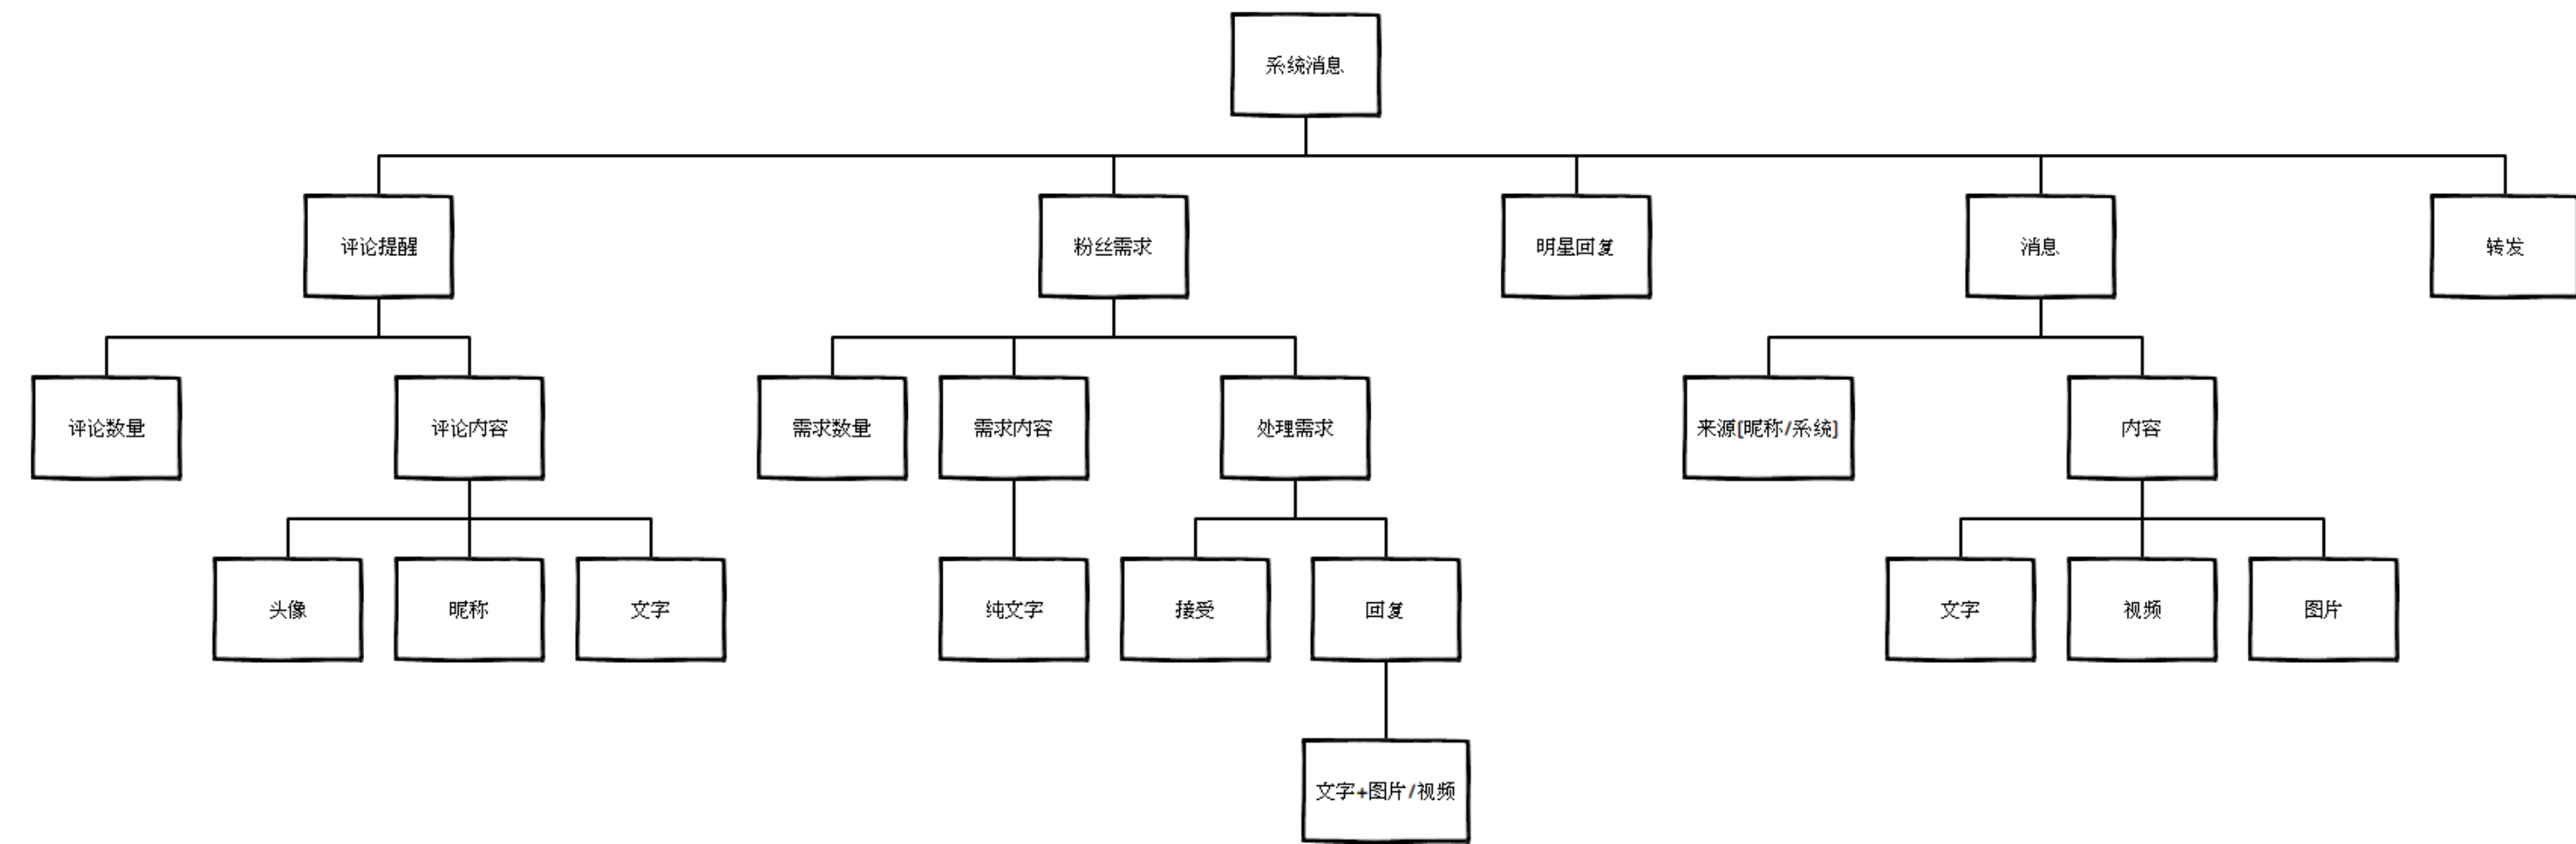 系统消息
评论提醒
粉丝需求
明星回复
消息
转发
评论数量
评论内容
需求数量
需求内容
处理需求
来源[昵称/系统]
内容
头像
昵称
文字
纯文字
接受
回复
文字
视频
图片
文字+图片/视频